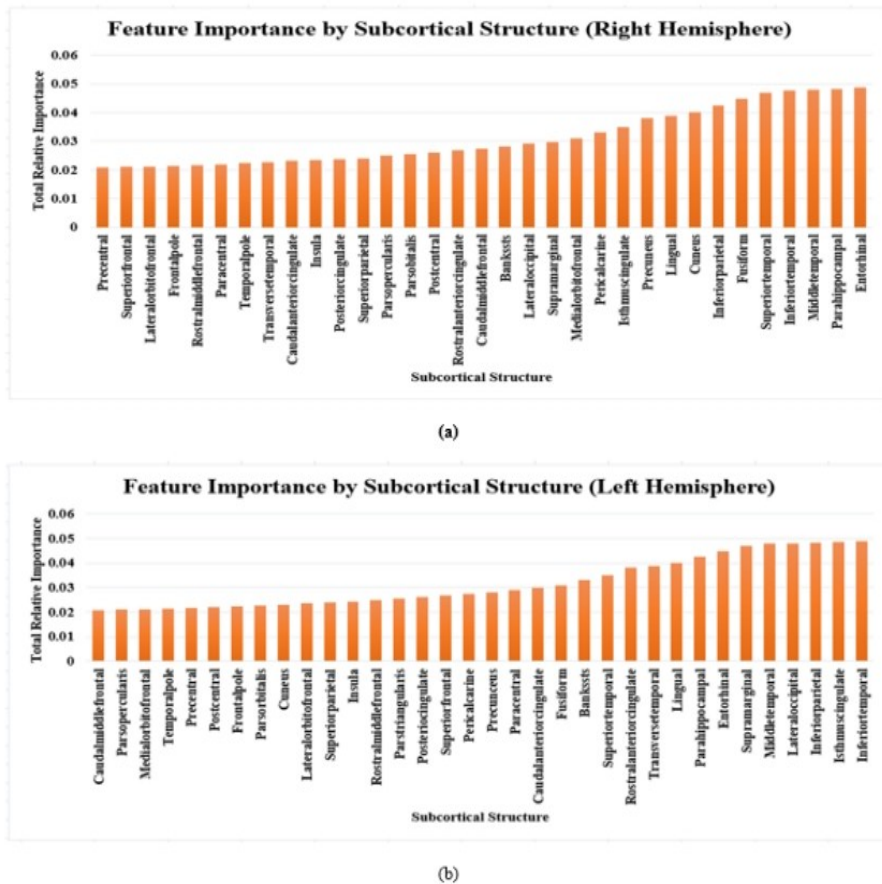 Feature Importance by Subcortical Structure (Right Hemisphere)
Total Relative Importance
0.06
0.05
0.04
0.03
0.02
0.01
0
Precentral
Superiorfrontal
Lateralorbitofrontal
Frontalpole
Rostralmiddlefrontal
Paracentral
Temporalpole
Transversetemporal
Caudalanteriorcingulate
Insula
Posteriorcingulate
Superiorparietal
Parsopercularis
Parsobitalis
Postcentral
Rostralanteriorcingulate
Caudalmiddlefrontal
Bankssts
Lateraloccipital
Supramarginal
Medialorbitofrontal
Pericalcarine
Isthmuscingulate
Precuneus
Lingual
Cuneus
Inferiorparietal
Fusiform
Superiortemporal
Inferiortemporal
Middletemporal
Parahippocampal
Entorhinal
Subcortical Structure
(a)
Feature Importance by Subcortical Structure (Left Hemisphere)
Total Relative Importance
0.06
0.05
0.04
0.03
0.02
0.01
0
Caudalmiddlefrontal
Parsopercularis
Medialorbitofrontal
Temporalpole
Precentral
Postcentral
Frontalpole
Parsorbitalis
Cuneus
Lateralorbitofrontal
Superiorparietal
Insula
Rostralmiddlefrontal
Parstriangularis
Posteriocingulate
Superiorfrontal
Pericalcarine
Precunceus
Paracentral
Caudalanteriorcingulate
Fusiform
Bankssts
Superiortemporal
Rostralanteriorcingulate
Transversetemporal
Lingual
Parahippocampal
Entorhinal
Supramarginal
Middletemporal
Lateraloccipital
Inferiorparietal
Isthmuscingulate
Inferiortemporal
Subcortical Structure
(b)